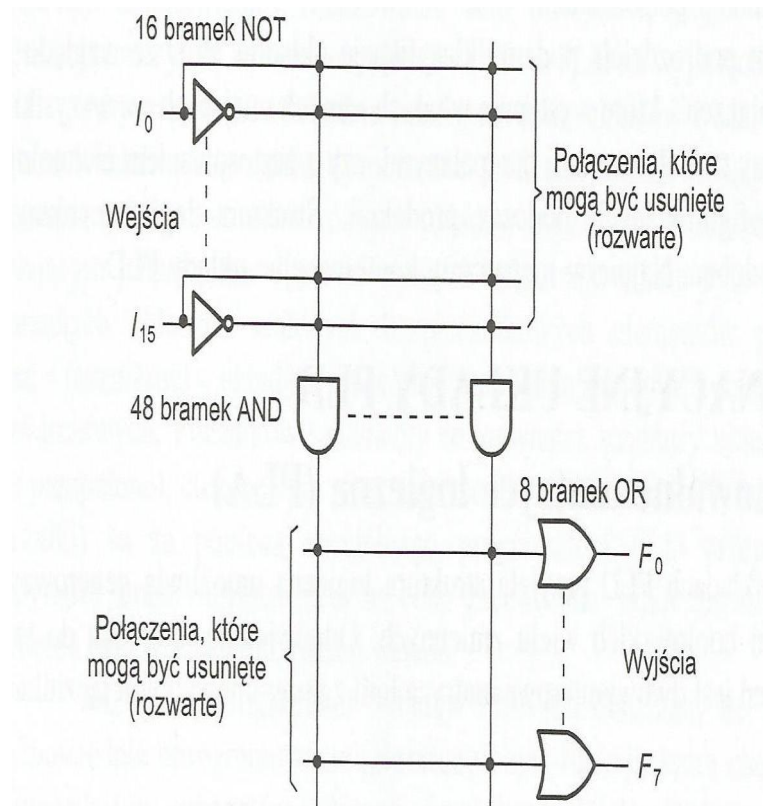 16 bramek NOT
I0
Wejścia
I15
Połączenia, które
mogą być usunięte
(rozwarte)
48 bramek AND
8 bramek OR
F0
Połączenia, które
mogą być usunięte
(rozwarte)
Wyjścia
F7